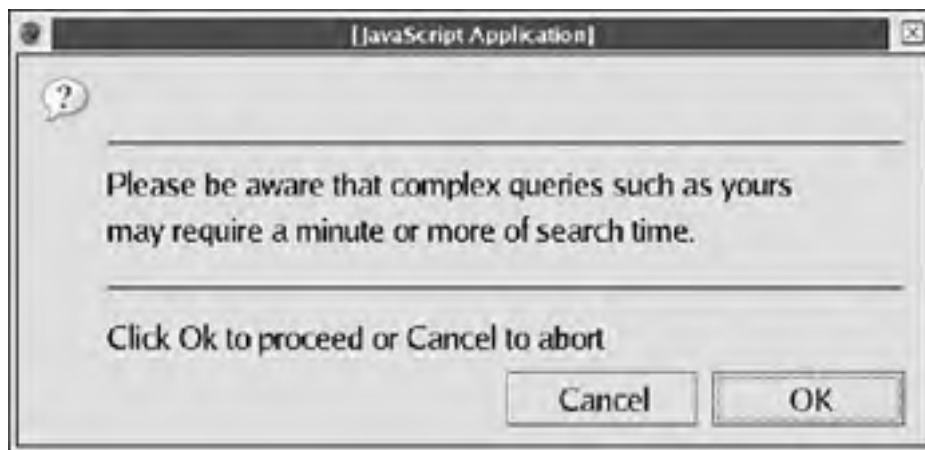 [JavaScript Application]
?
Please be aware that complex queries such as yours
may require a minute or more of search time.
Click Ok to proceed or Cancel to abort
Cancel OK